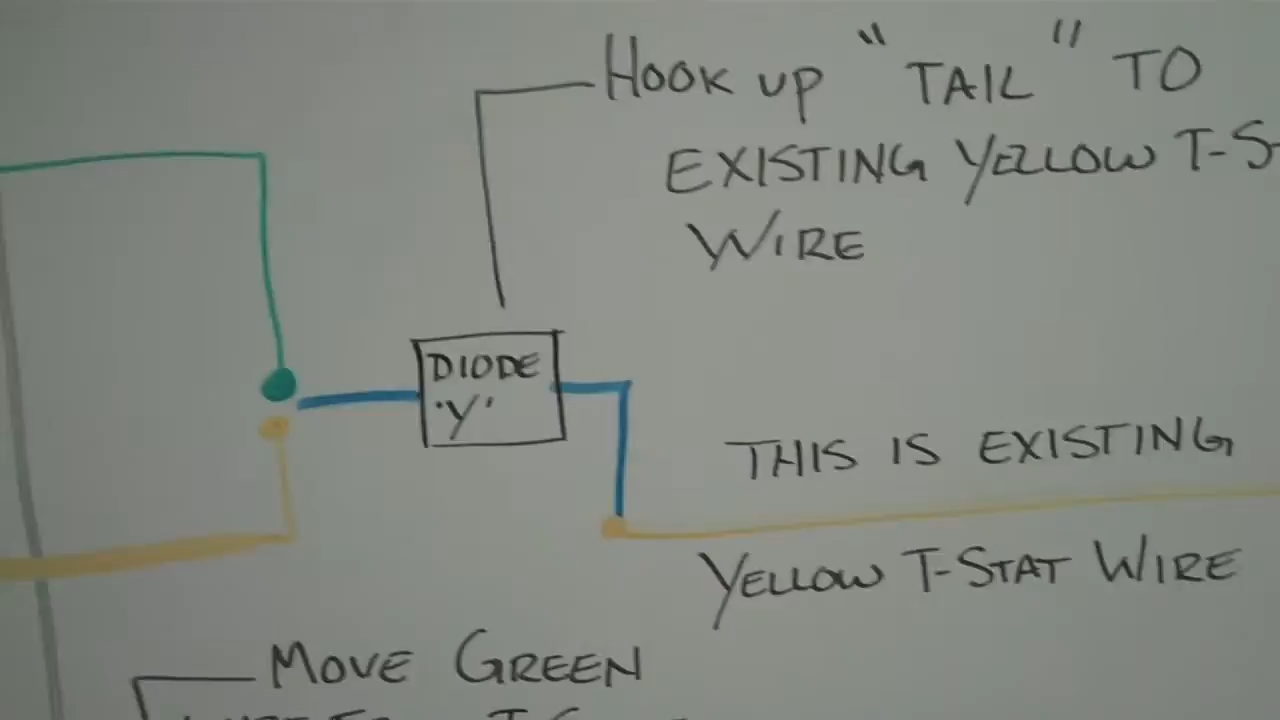 HOOK UP "TAIL" TO
EXISTING YELLOW T-S
WIRE
DIODE
'Y'
THIS IS EXISTING
YELLOW T-STAT WIRE
MOVE GREEN